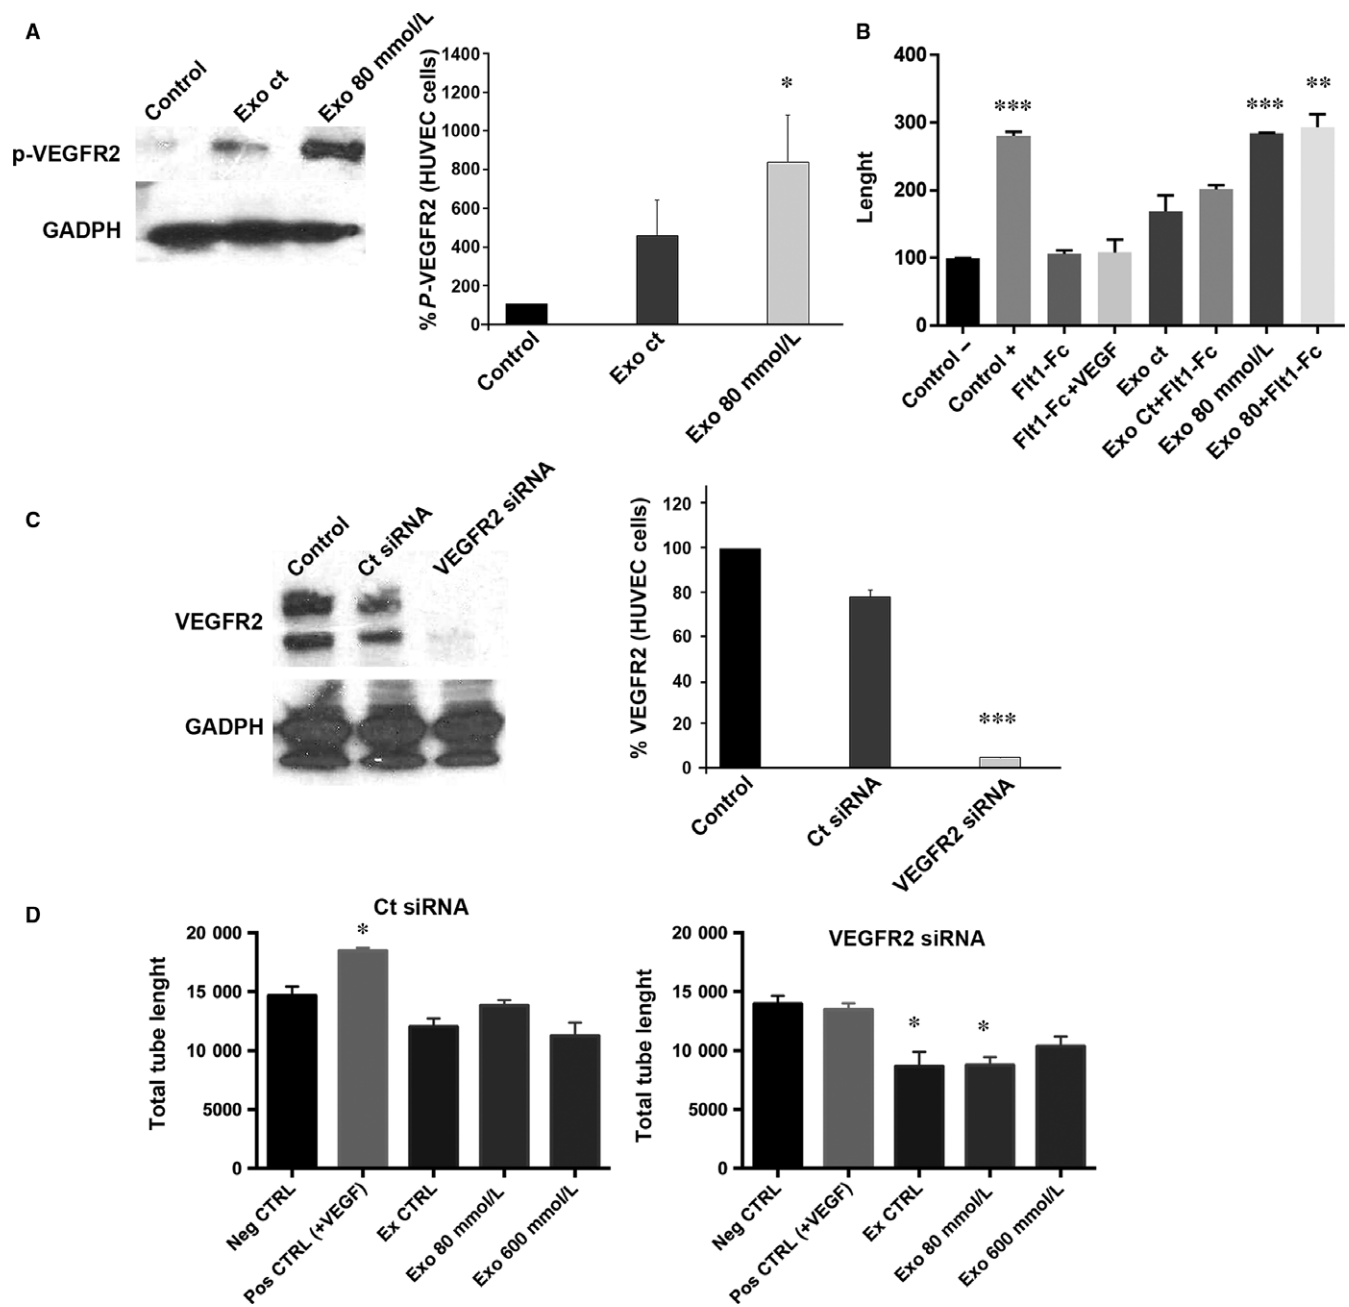 A
Control
Exo ct
Exo 80 mmol/L
p-VEGFR2
GADPH
% P-VEGFR2 (HUVEC cells)
1400
1200
1000
800
600
400
200
0
*
Control
Exo ct
Exo 80 mmol/L
B
Lenght
400
300
200
100
0
***
***
**
Control –
Control +
Flt1-Fc
Flt1-Fc+VEGF
Exo ct
Exo Ct+Flt1-Fc
Exo 80 mmol/L
Exo 80+Flt1-Fc
C
Control
Ct siRNA
VEGFR2 siRNA
VEGFR2
GADPH
% VEGFR2 (HUVEC cells)
120
100
80
60
40
20
0
***
Control
Ct siRNA
VEGFR2 siRNA
D
Ct siRNA
Total tube lenght
20 000
15 000
10 000
5000
0
*
Neg CTRL
Pos CTRL (+VEGF)
Ex CTRL
Exo 80 mmol/L
Exo 600 mmol/L
VEGFR2 siRNA
Total tube lenght
20 000
15 000
10 000
5000
0
*
*
Neg CTRL
Pos CTRL (+VEGF)
Ex CTRL
Exo 80 mmol/L
Exo 600 mmol/L